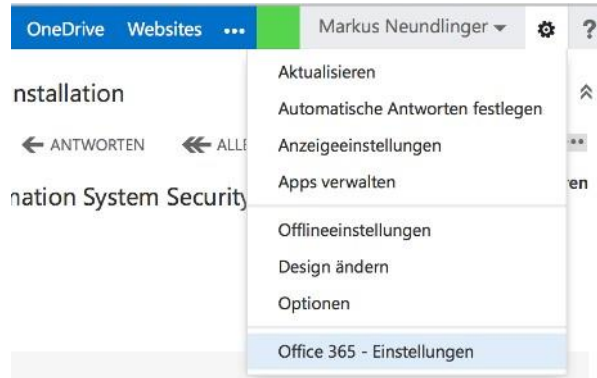 OneDrive Websites ••• Markus Neundlinger ?
Aktualisieren
nstallation
Automatische Antworten festlegen
ANTWORTEN ALLE
Anzeigeeinstellungen
Apps verwalten
mation System Security
ren
Offlineeinstellungen
Design ändern
Optionen
Office 365 - Einstellungen